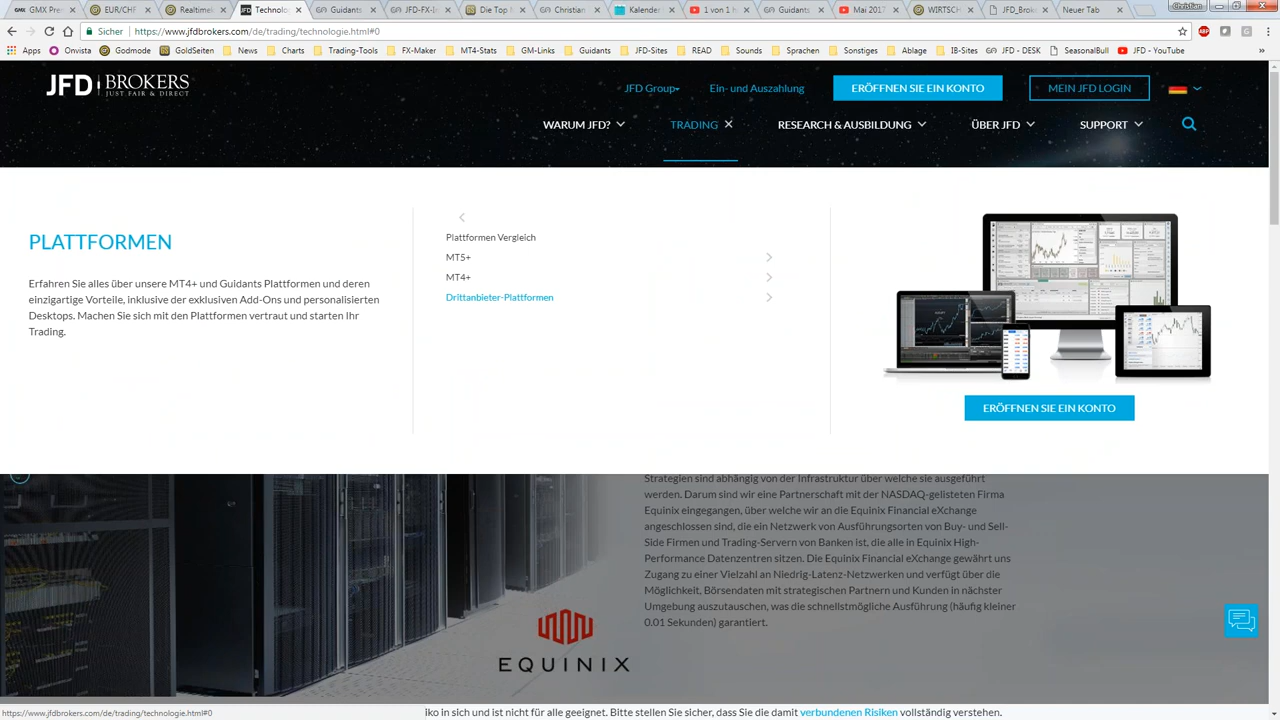 GMX Pre
EUR/CHF
Realtimek
Technolo
Guidants
JFD-FX-Ja
Die Top
Christian
Kalender
1 von 1 h
Guidants
Mai 2017
WIRTSCH
JFD_Brok
Neuer Tab
Christian
Sicher https://www.jfdbrokers.com/de/trading/technologie.html#0
Apps Onvista Godmode GoldSeiten News Charts Trading-Tools FX-Maker MT4-Stats GM-Links Guidants JFD-Sites READ Sounds Sprachen Sonstiges Ablage IB-Sites JFD - DESK SeasonalBull JFD - YouTube
JFD BROKERS
JUST FAIR & DIRECT
JFD Group Ein- und Auszahlung ERÖFFNEN SIE EIN KONTO MEIN JFD LOGIN
WARUM JFD? TRADING RESEARCH & AUSBILDUNG ÜBER JFD SUPPORT
PLATTFORMEN
Erfahren Sie alles über unsere MT4+ und Guidants Plattformen und deren
einzigartige Vorteile, inklusive der exklusiven Add-Ons und personalisierten
Desktops. Machen Sie sich mit den Plattformen vertraut und starten Ihr
Trading.
Plattformen Vergleich
MT5+
MT4+
Drittanbieter-Plattformen
ERÖFFNEN SIE EIN KONTO
Strategien sind abhängig von der Infrastruktur über welche sie ausgeführt
werden. Darum sind wir eine Partnerschaft mit der NASDAQ-gelisteten Firma
Equinix eingegangen, über welche wir an die Equinix Financial eXchange
angeschlossen sind, die ein Netzwerk von Ausführungsorten von Buy- und Sell-
Side Firmen und Trading-Servern von Banken ist, die alle in Equinix High-
Performance Datenzentren sitzen. Die Equinix Financial eXchange gewährt uns
Zugang zu einer Vielzahl an Niedrig-Latenz-Netzwerken und verfügt über die
Möglichkeit, Börsendaten mit strategischen Partnern und Kunden in nächster
Umgebung auszutauschen, was die schnellstmögliche Ausführung (häufig kleiner
0.01 Sekunden) garantiert.
EQUINIX
https://www.jfdbrokers.com/de/trading/technologie.html#0
iko in sich und ist nicht für alle geeignet. Bitte stellen Sie sicher, dass Sie die damit verbundenen Risiken vollständig verstehen.